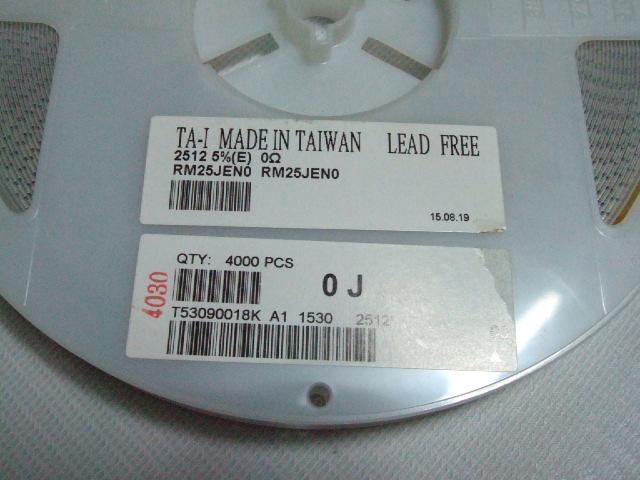 TA-I MADE IN TAIWAN LEAD FREE
2512 5%(E) 0Ω
RM25JEN0 RM25JEN0
15.08.19
QTY: 4000 PCS
0 J
4030
T53090018K A1 1530 2512